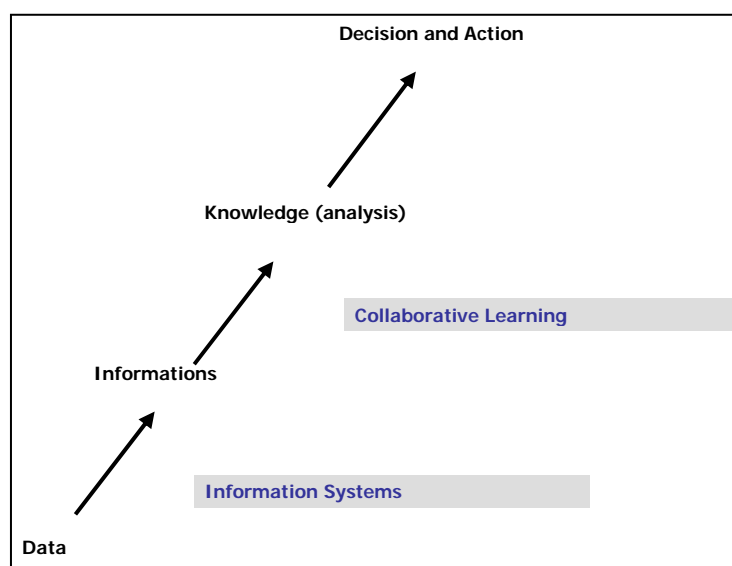 Decision and Action
Knowledge (analysis)
Collaborative Learning
Informations
Information Systems
Data